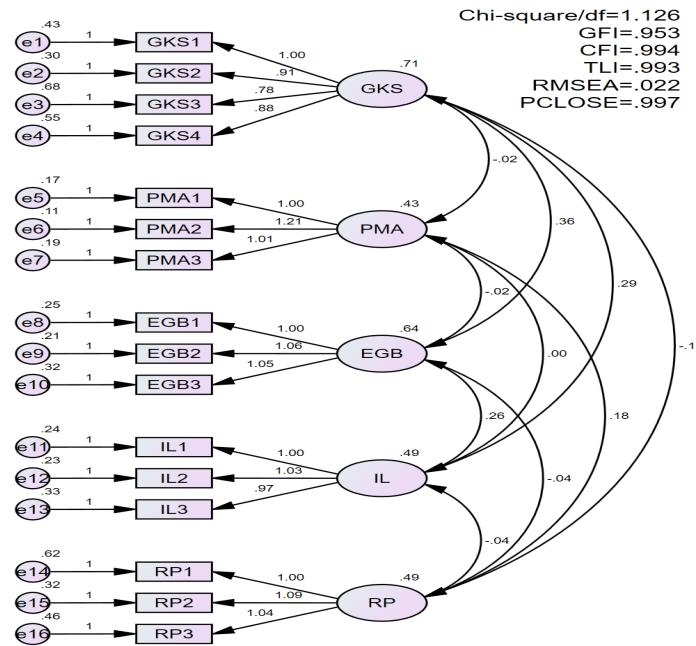 Chi-square/df=1.126
GFI=.953
CFI=.994
TLI=.993
RMSEA=.022
PCLOSE=.997
.43
e1 1 GKS1 1.00
.30
e2 1 GKS2 .91 .71
.68
e3 1 GKS3 .78 GKS
.55
e4 1 GKS4 .88
-.02
.17
e5 1 PMA1 1.00 .43
.11
e6 1 PMA2 1.21 PMA .36
.19
e7 1 PMA3 1.01
-.02 .29
.25
e8 1 EGB1 1.00 .64
.21
e9 1 EGB2 1.06 EGB .00 -.1
.32
e10 1 EGB3 1.05
.26 .18
.24
e11 1 IL1 1.00 .49
.23
e12 1 IL2 1.03 IL -.04
.33
e13 1 IL3 .97
-.04
.62
e14 1 RP1 1.00 .49
.32
e15 1 RP2 1.09 RP
.46
e16 1 RP3 1.04